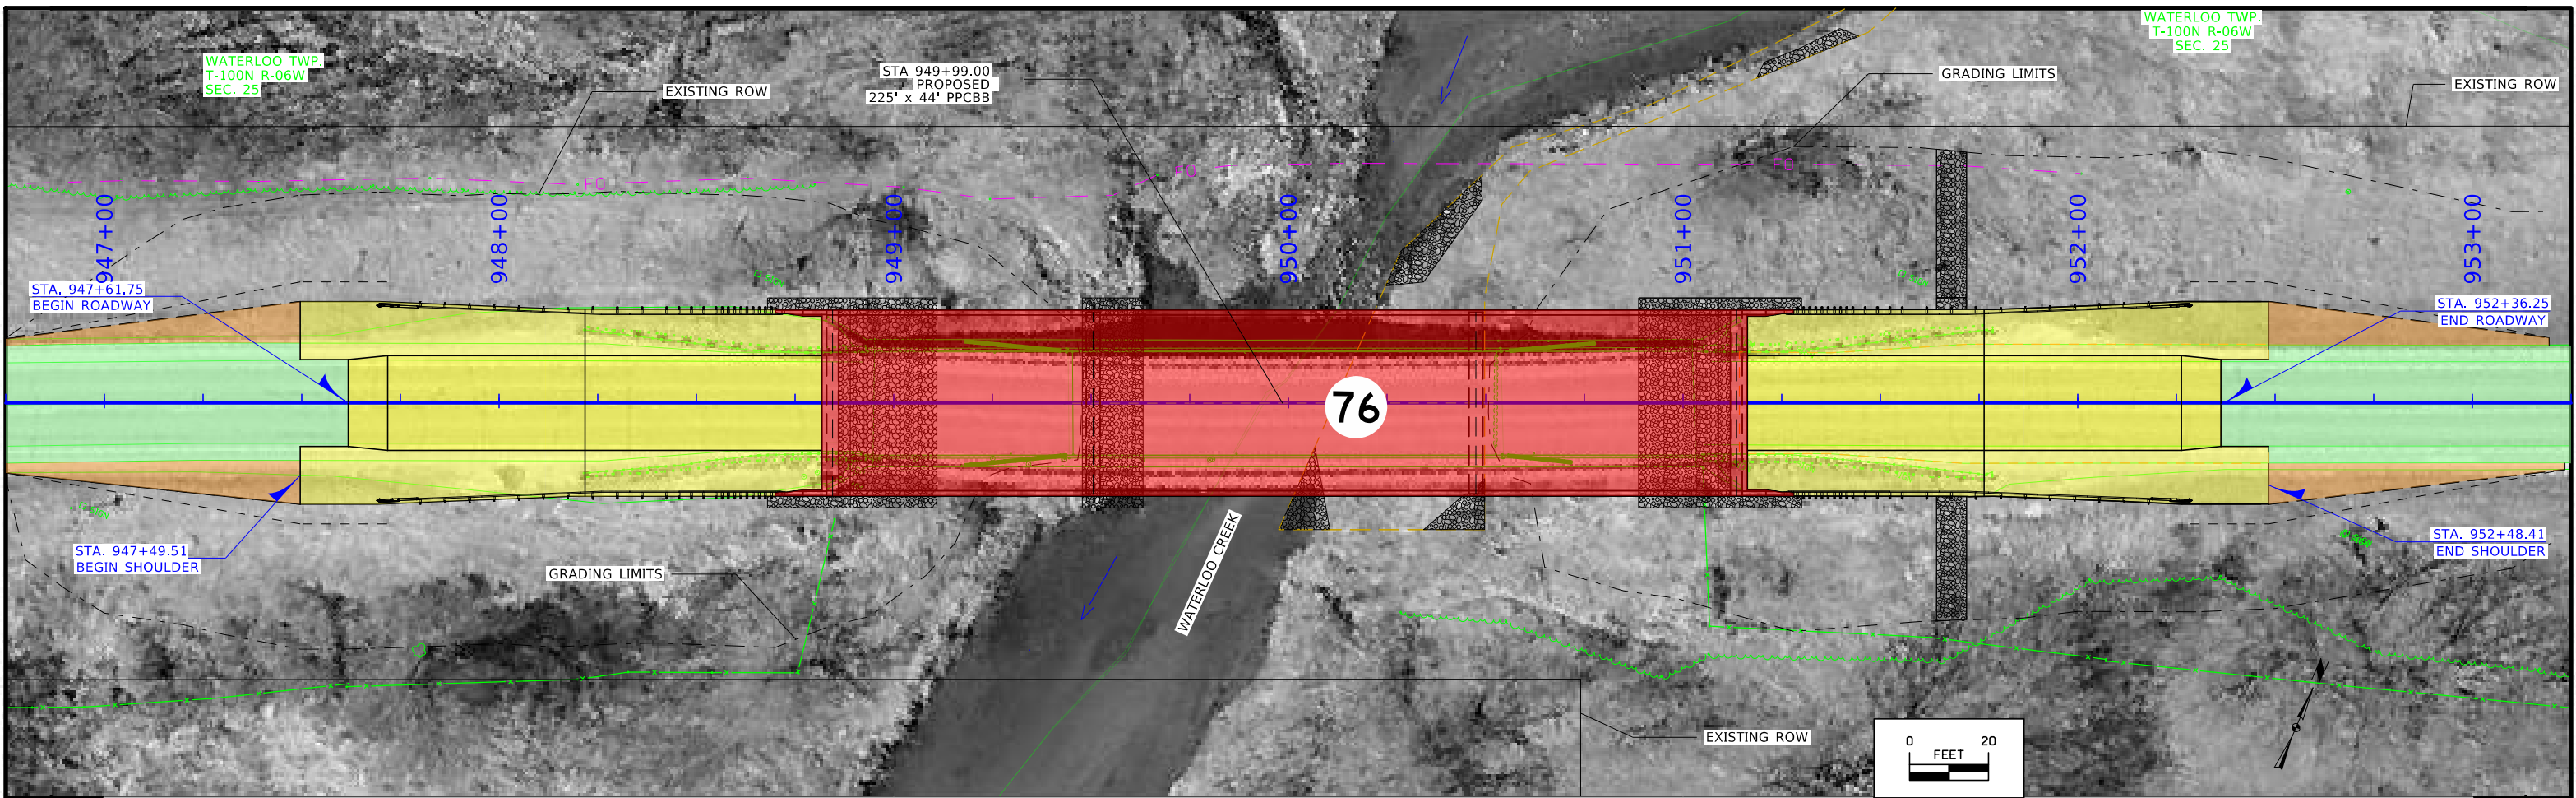 WATERLOO TWP.
T-100N R-06W
SEC. 25
EXISTING ROW
STA 949+99.00
PROPOSED
225' x 44' PPCBB
WATERLOO TWP.
T-100N R-06W
SEC. 25
GRADING LIMITS
EXISTING ROW
FO
FO
FO
947+00
948+00
949+00
950+00
951+00
952+00
953+00
STA. 947+61.75
BEGIN ROADWAY
STA. 952+36.25
END ROADWAY
76
STA. 947+49.51
BEGIN SHOULDER
GRADING LIMITS
WATERLOO CREEK
STA. 952+48.41
END SHOULDER
EXISTING ROW
0 20
FEET